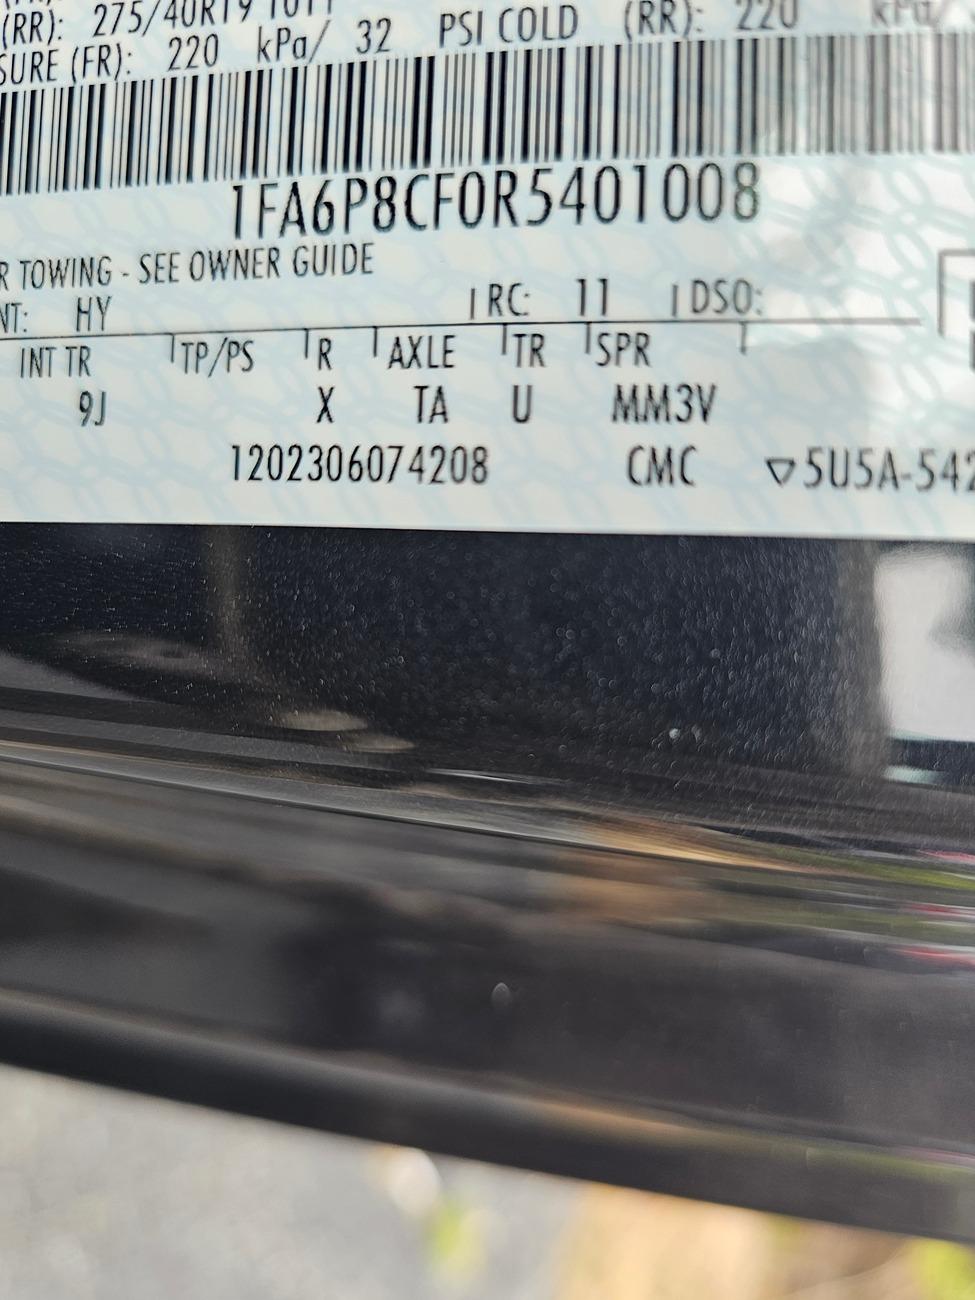 (RR): 275/40R19 101Y
SURE (FR): 220 kPa/ 32 PSI COLD (RR): 220 kPa/
1FA6P8CF0R5401008
R TOWING - SEE OWNER GUIDE
NT: HY RC: 11 DSO:
INT TR TP/PS R AXLE TR SPR
9J X TA U MM3V
1202306074208 CMC ▽5U5A-542